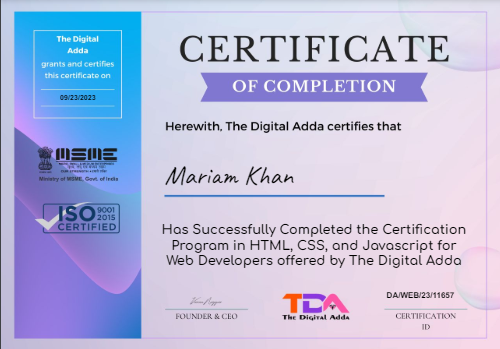 The Digital
Adda
grants and certifies
this certificate on
09/23/2023
MSME
Ministry of MSME, Govt. of India
ISO 9001
2015
CERTIFIED
CERTIFICATE
OF COMPLETION
Herewith, The Digital Adda certifies that
Mariam Khan
Has Successfully Completed the Certification
Program in HTML, CSS, and Javascript for
Web Developers offered by The Digital Adda
FOUNDER & CEO
TDA
The Digital Adda
DA/WEB/23/11657
CERTIFICATION
ID